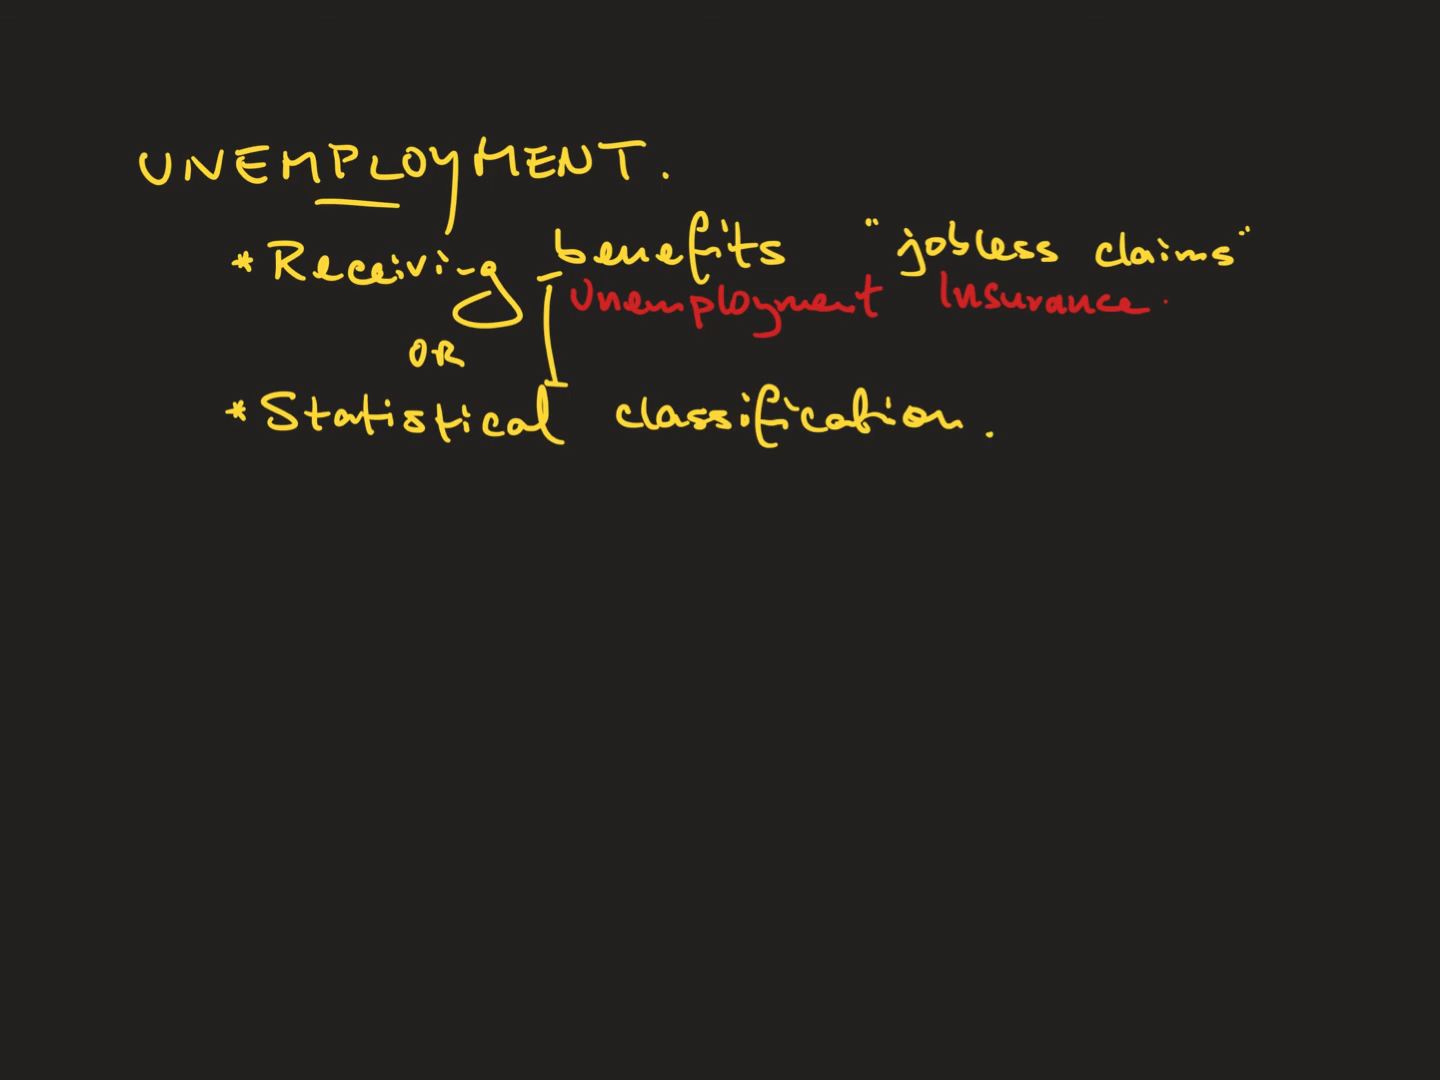 UNEMPLOYMENT.
* Receiving benefits "jobless claims"
Unemployment Insurance.
OR
* Statistical classification.